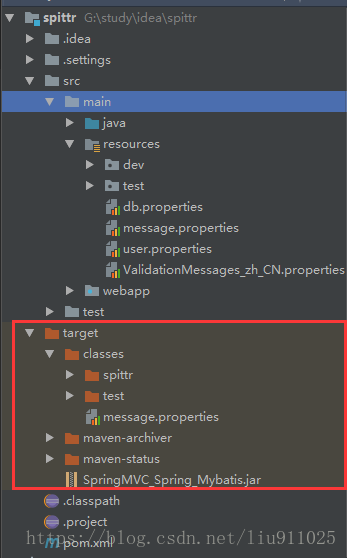 spittr G:\study\idea\spittr
.idea
.settings
src
main
java
resources
dev
test
db.properties
message.properties
user.properties
ValidationMessages_zh_CN.properties
webapp
test
target
classes
spittr
test
message.properties
maven-archiver
maven-status
SpringMVC_Spring_Mybatis.jar
.classpath
.project
https://blog.csdn.net/liu911025
pom.xml